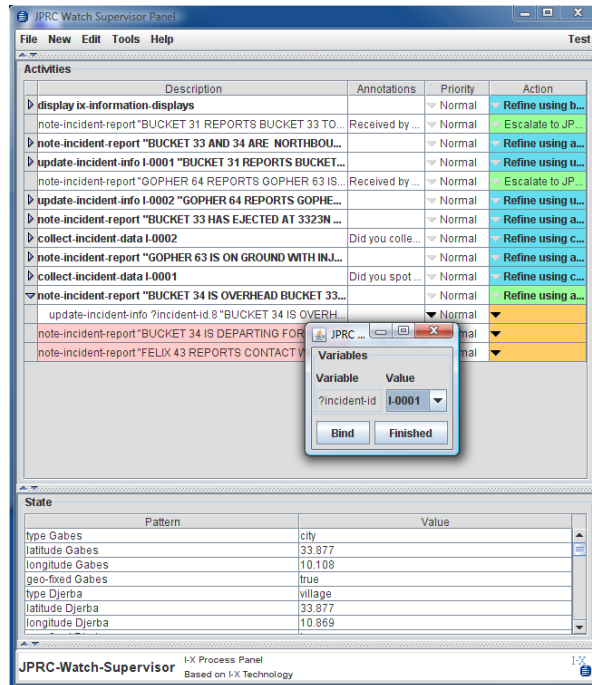 JPRC Watch Supervisor Panel
File New Edit Tools Help Test
Activities
Description Annotations Priority Action
display ix-information-displays Normal Refine using b...
note-incident-report "BUCKET 31 REPORTS BUCKET 33 TO... Received by ... Normal Escalate to JP...
note-incident-report "BUCKET 33 AND 34 ARE NORTHBOU... Normal Refine using a...
update-incident-info I-0001 "BUCKET 31 REPORTS BUCKET... Normal Refine using u...
note-incident-report "GOPHER 64 REPORTS GOPHER 63 IS... Received by ... Normal Escalate to JP...
update-incident-info I-0002 "GOPHER 64 REPORTS GOPHE... Normal Refine using u...
note-incident-report "BUCKET 33 HAS EJECTED AT 3323N ... Normal Refine using a...
collect-incident-data I-0002 Did you colle... Normal Refine using c...
note-incident-report "GOPHER 63 IS ON GROUND WITH INJ... Normal Refine using a...
collect-incident-data I-0001 Did you spot ... Normal Refine using c...
note-incident-report "BUCKET 34 IS OVERHEAD BUCKET 33... Normal Refine using a...
update-incident-info ?incident-id.8 "BUCKET 34 IS OVERH... Normal
note-incident-report "BUCKET 34 IS DEPARTING FOR mal
note-incident-report "FELIX 43 REPORTS CONTACT W mal
JPRC ...
Variables
Variable Value
?incident-id I-0001
Bind Finished
State
Pattern Value
type Gabes city
latitude Gabes 33.877
longitude Gabes 10.108
geo-fixed Gabes true
type Djerba village
latitude Djerba 33.877
longitude Djerba 10.869
JPRC-Watch-Supervisor
I-X Process Panel
Based on I-X Technology
I-X